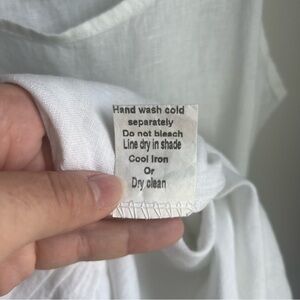 Hand wash cold
separately
Do not bleach
Line dry in shade
Cool Iron
Or
Dry clean